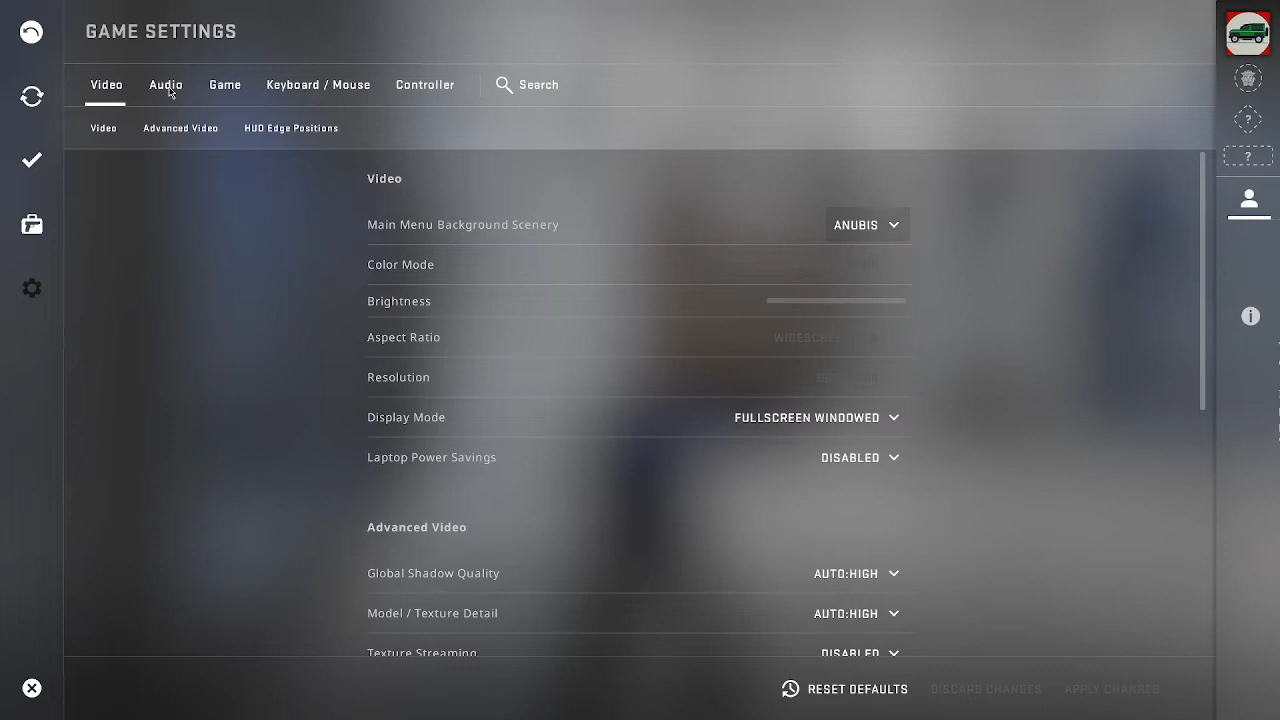 GAME SETTINGS
Video Audio Game Keyboard / Mouse Controller Search
Video Advanced Video HUD Edge Positions
Video
Main Menu Background Scenery ANUBIS
Color Mode
Brightness
Aspect Ratio
Resolution
Display Mode FULLSCREEN WINDOWED
Laptop Power Savings DISABLED
Advanced Video
Global Shadow Quality AUTO:HIGH
Model / Texture Detail AUTO:HIGH
Texture Streaming DISABLED
RESET DEFAULTS DISCARD CHANGES APPLY CHANGES